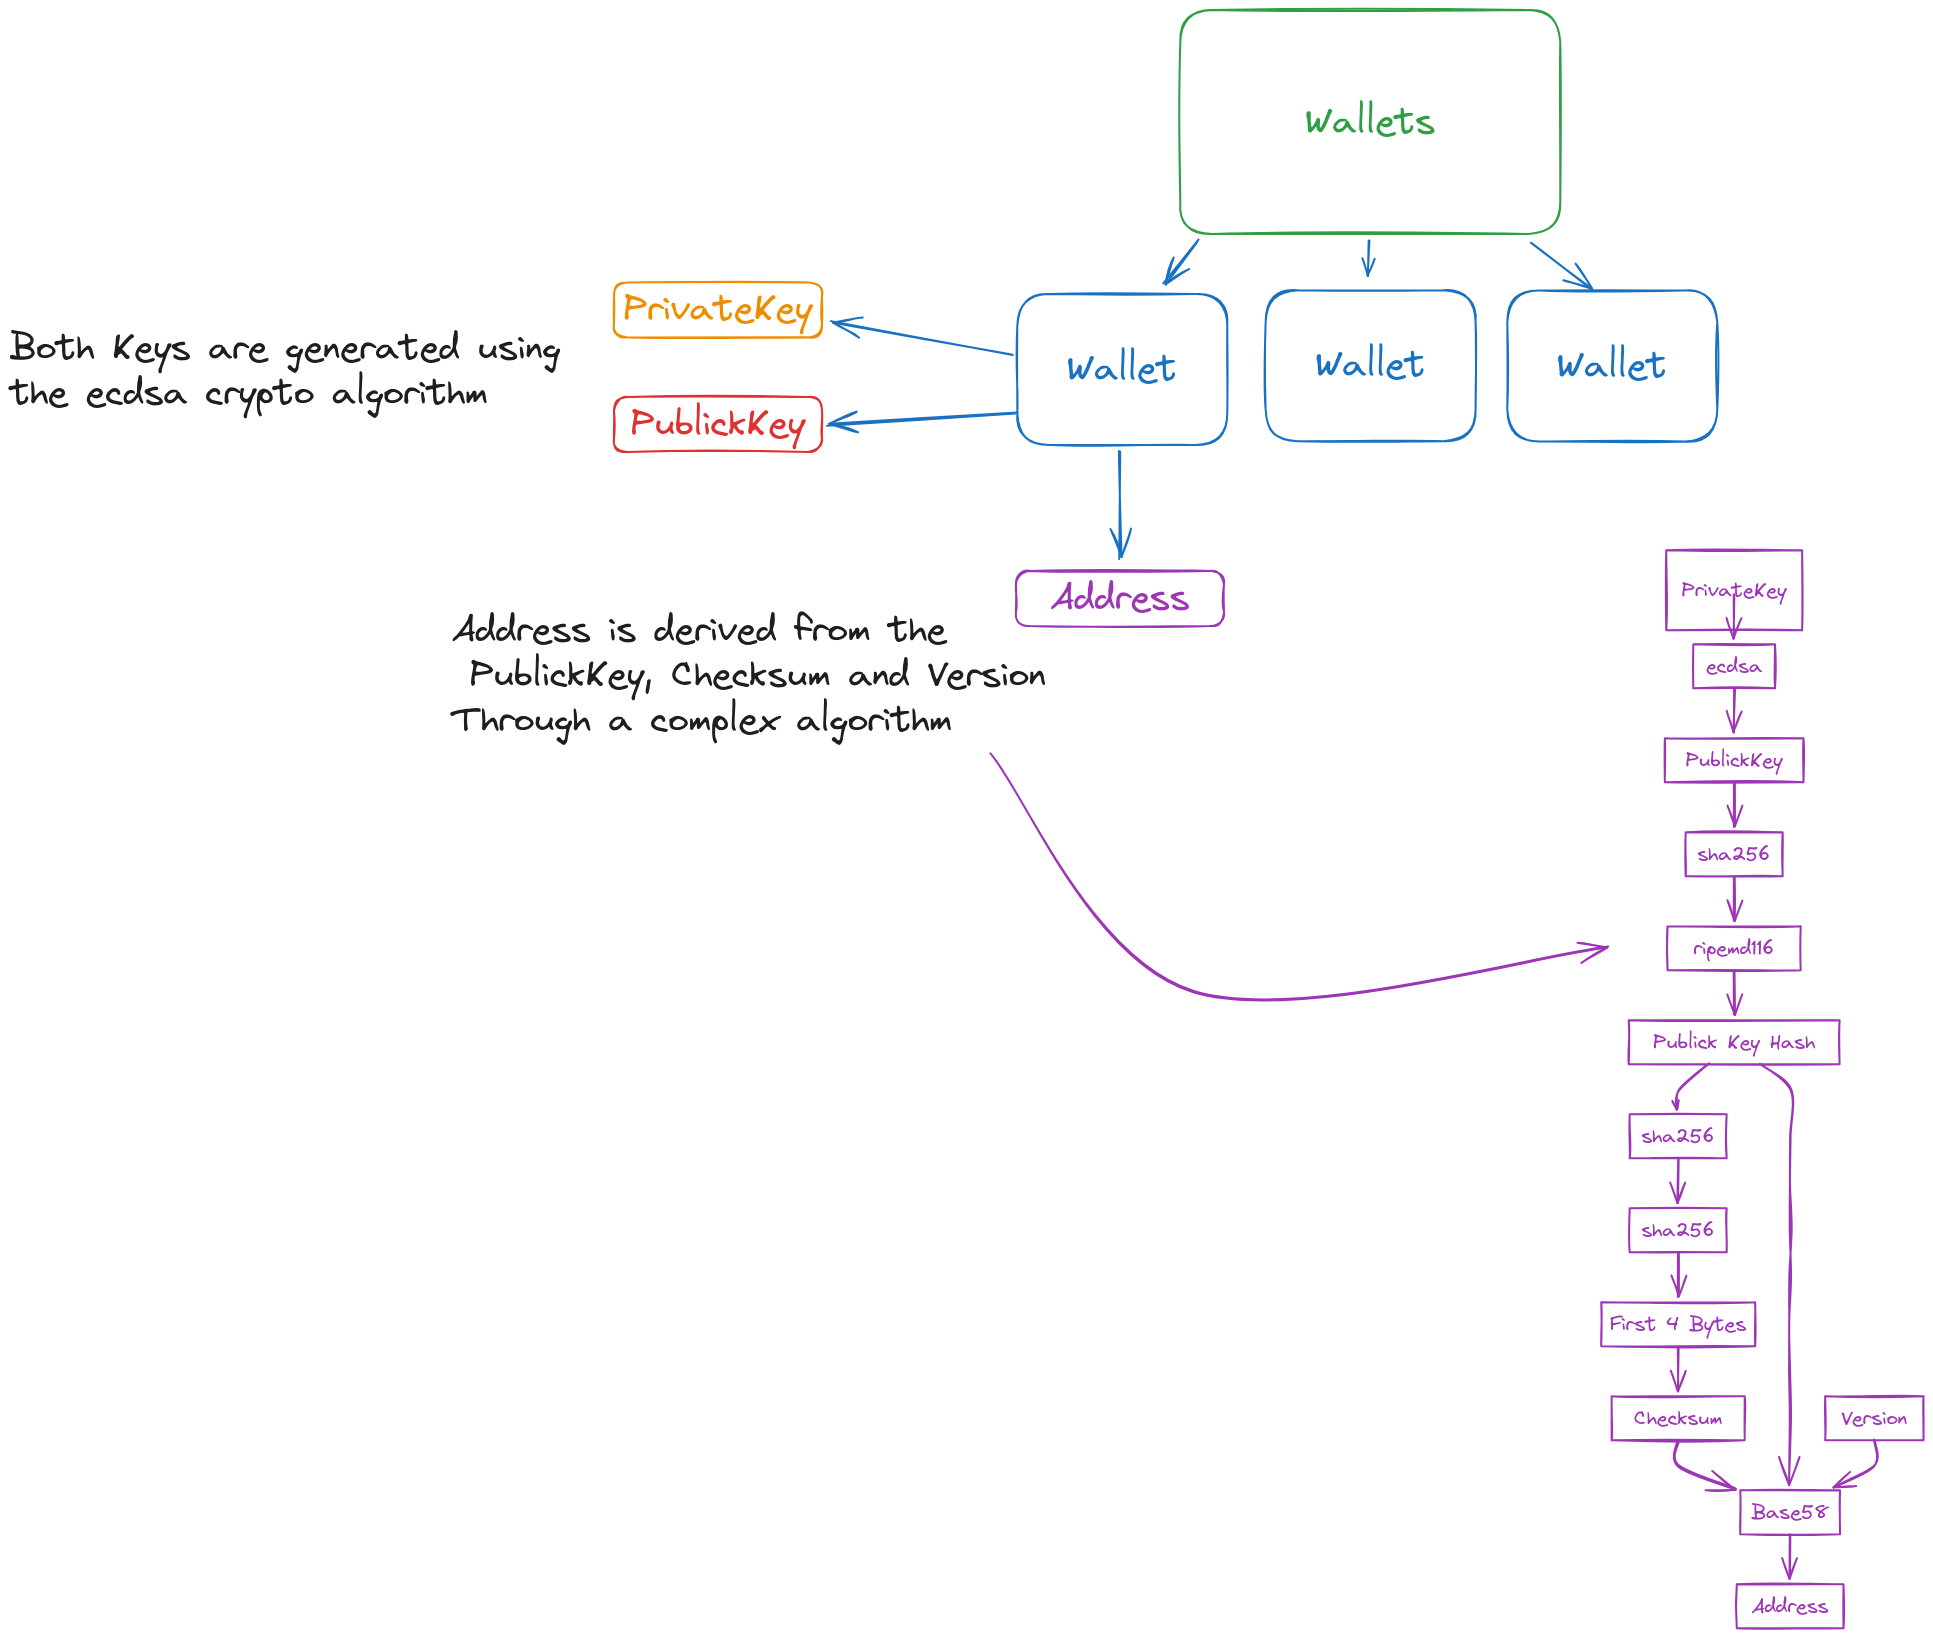 Wallets
PrivateKey
PublickKey
Both Keys are generated using
the ecdsa crypto algorithm
Wallet
Wallet
Wallet
Address
Address is derived from the
PublickKey, Checksum and Version
Through a complex algorithm
PrivateKey
ecdsa
PublickKey
sha256
ripemd116
Publick Key Hash
sha256
sha256
First 4 Bytes
Checksum
Version
Base58
Address